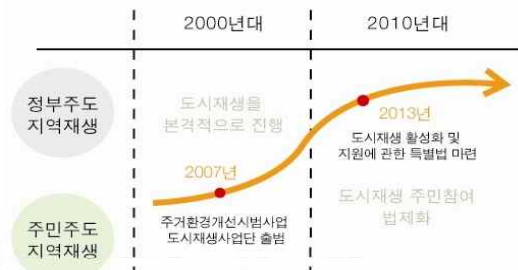 2000년대
2010년대
정부주도
지역재생
도시재생을
본격적으로 진행
2013년
도시재생 활성화 및
지원에 관한 특별법 마련
2007년
주거환경개선시범사업
도시재생사업단 출범
도시재생 주민참여
법제화
주민주도
지역재생